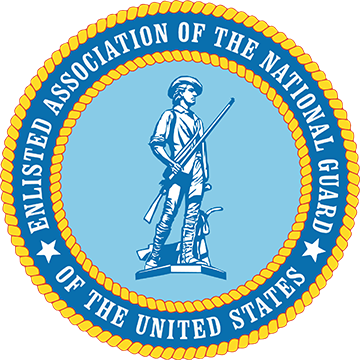 ENLISTED ASSOCIATION OF THE NATIONAL GUARD
OF THE UNITED STATES